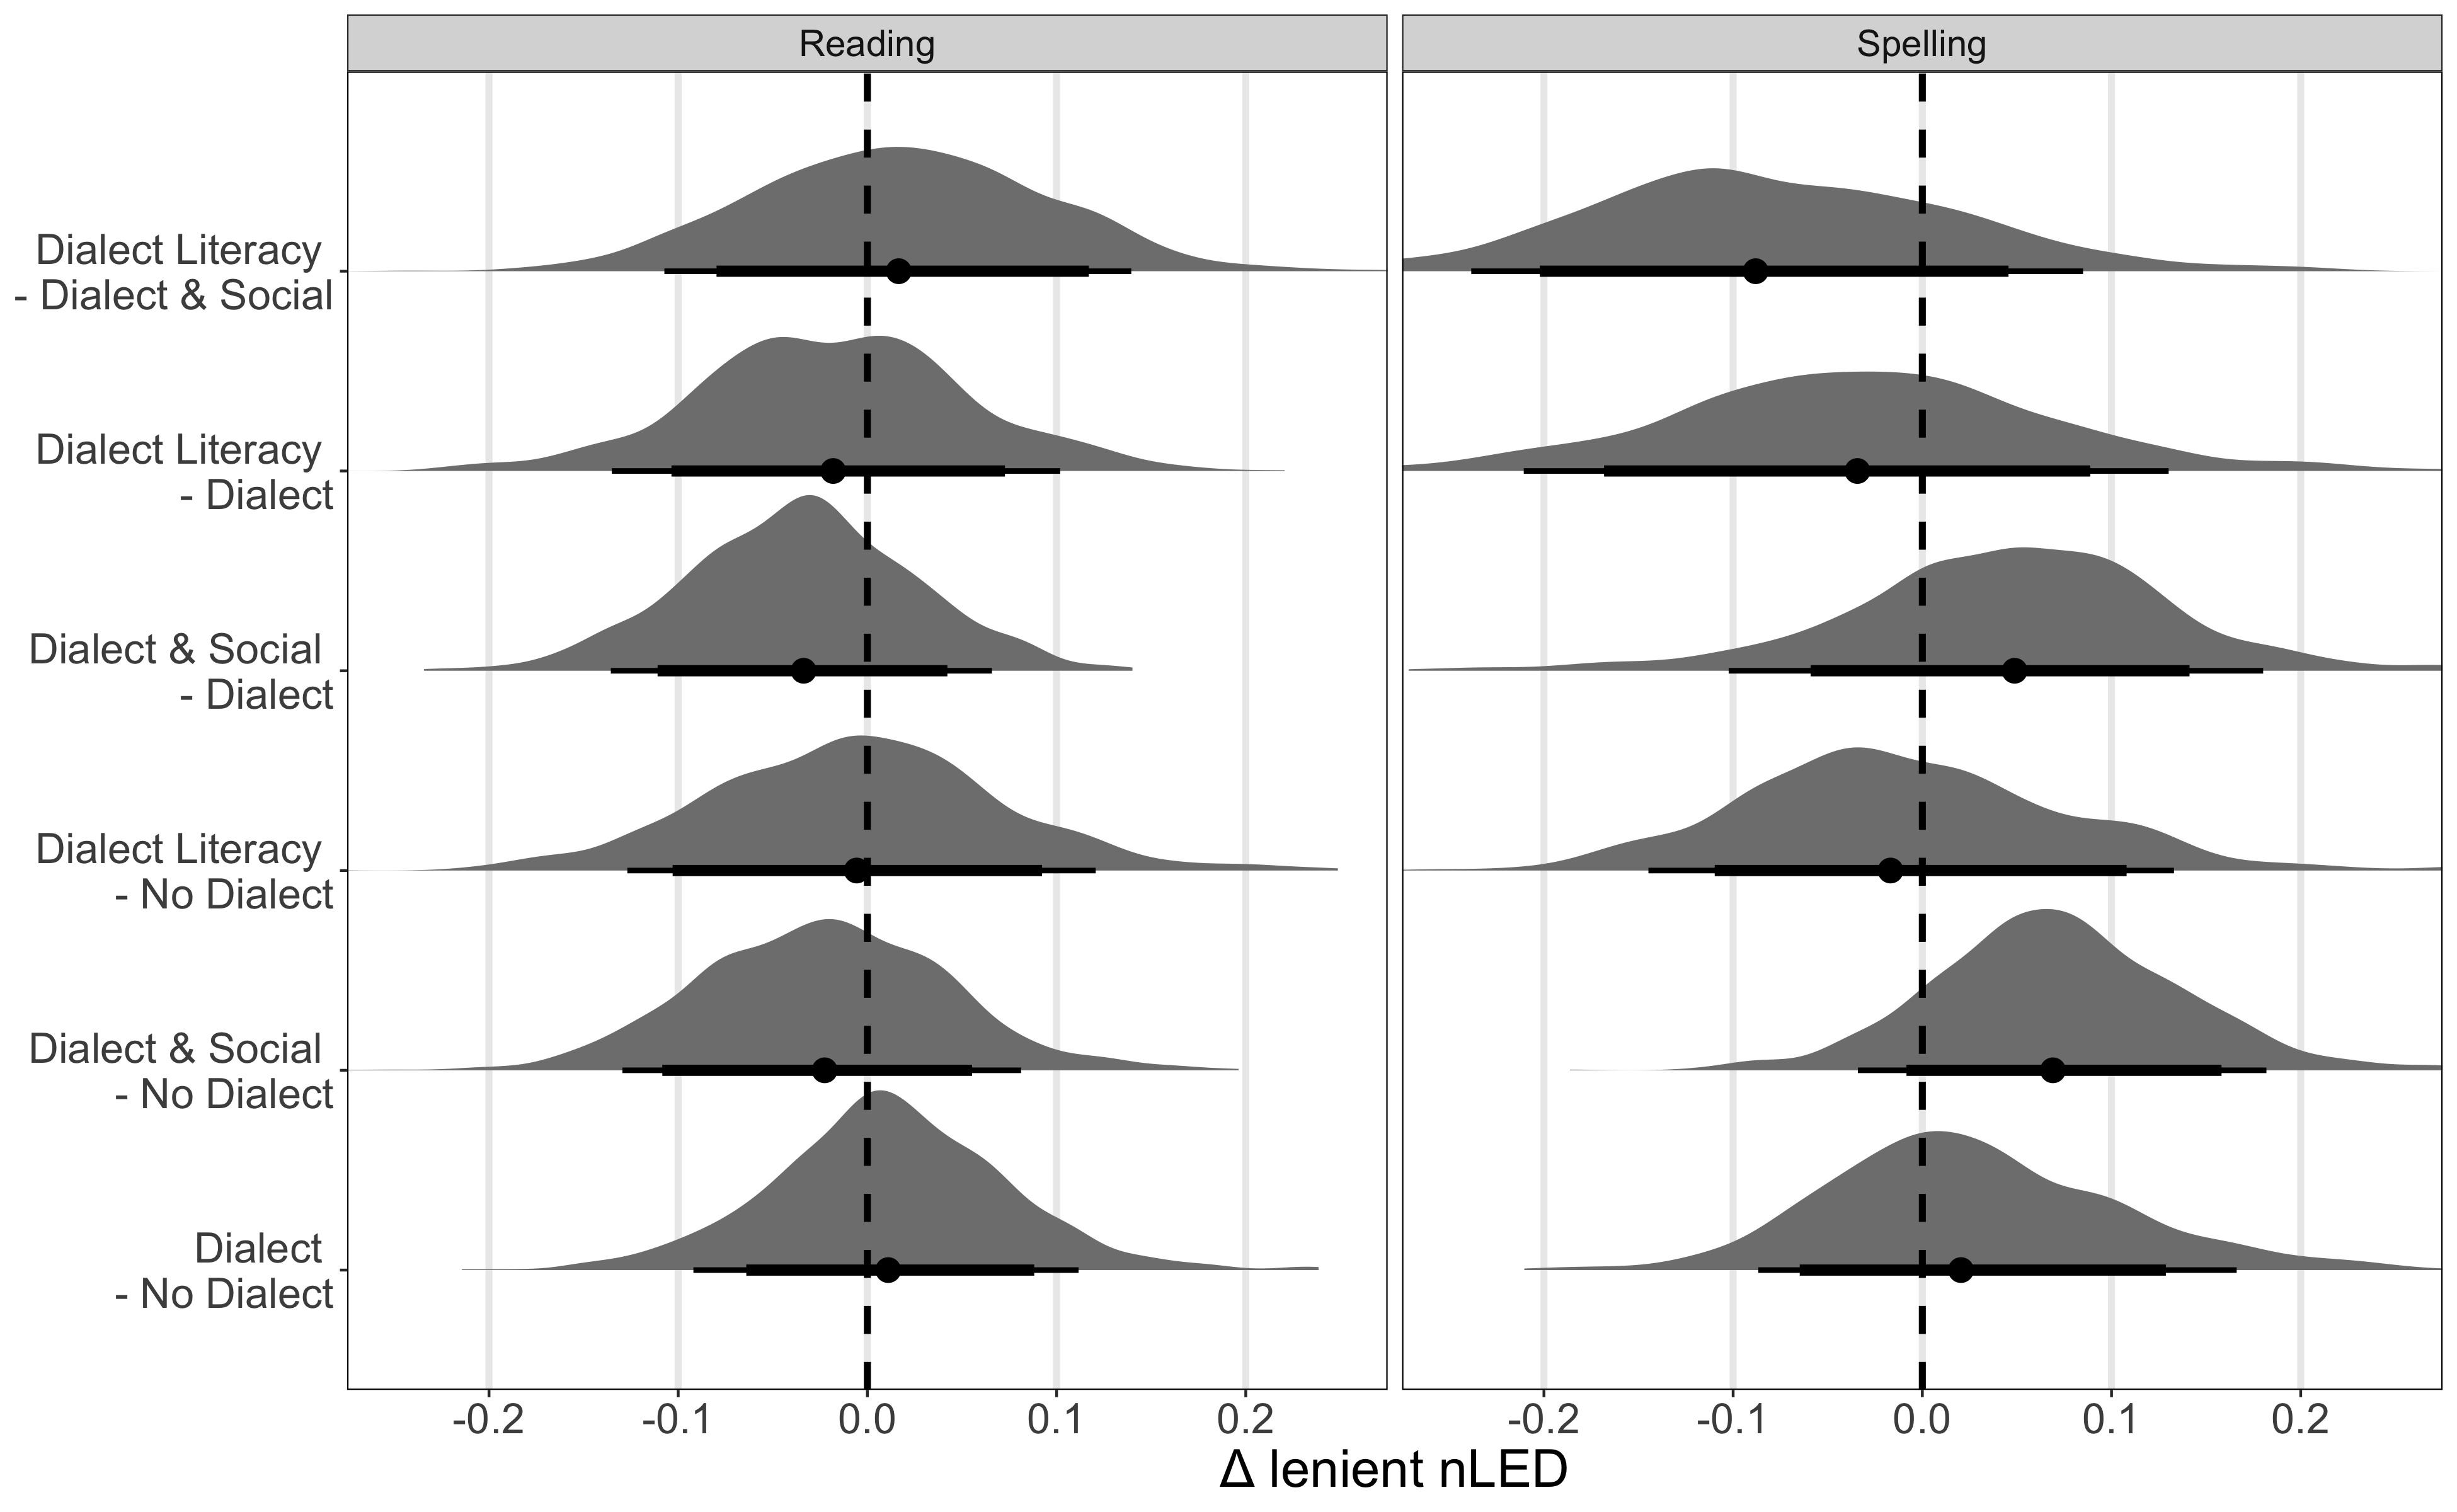 Reading
Spelling
Dialect Literacy
- Dialect & Social
Dialect Literacy
- Dialect
Dialect & Social
- Dialect
Dialect Literacy
- No Dialect
Dialect & Social
- No Dialect
Dialect
- No Dialect
-0.2 -0.1 0.0 0.1 0.2
-0.2 -0.1 0.0 0.1 0.2
Δ lenient nLED